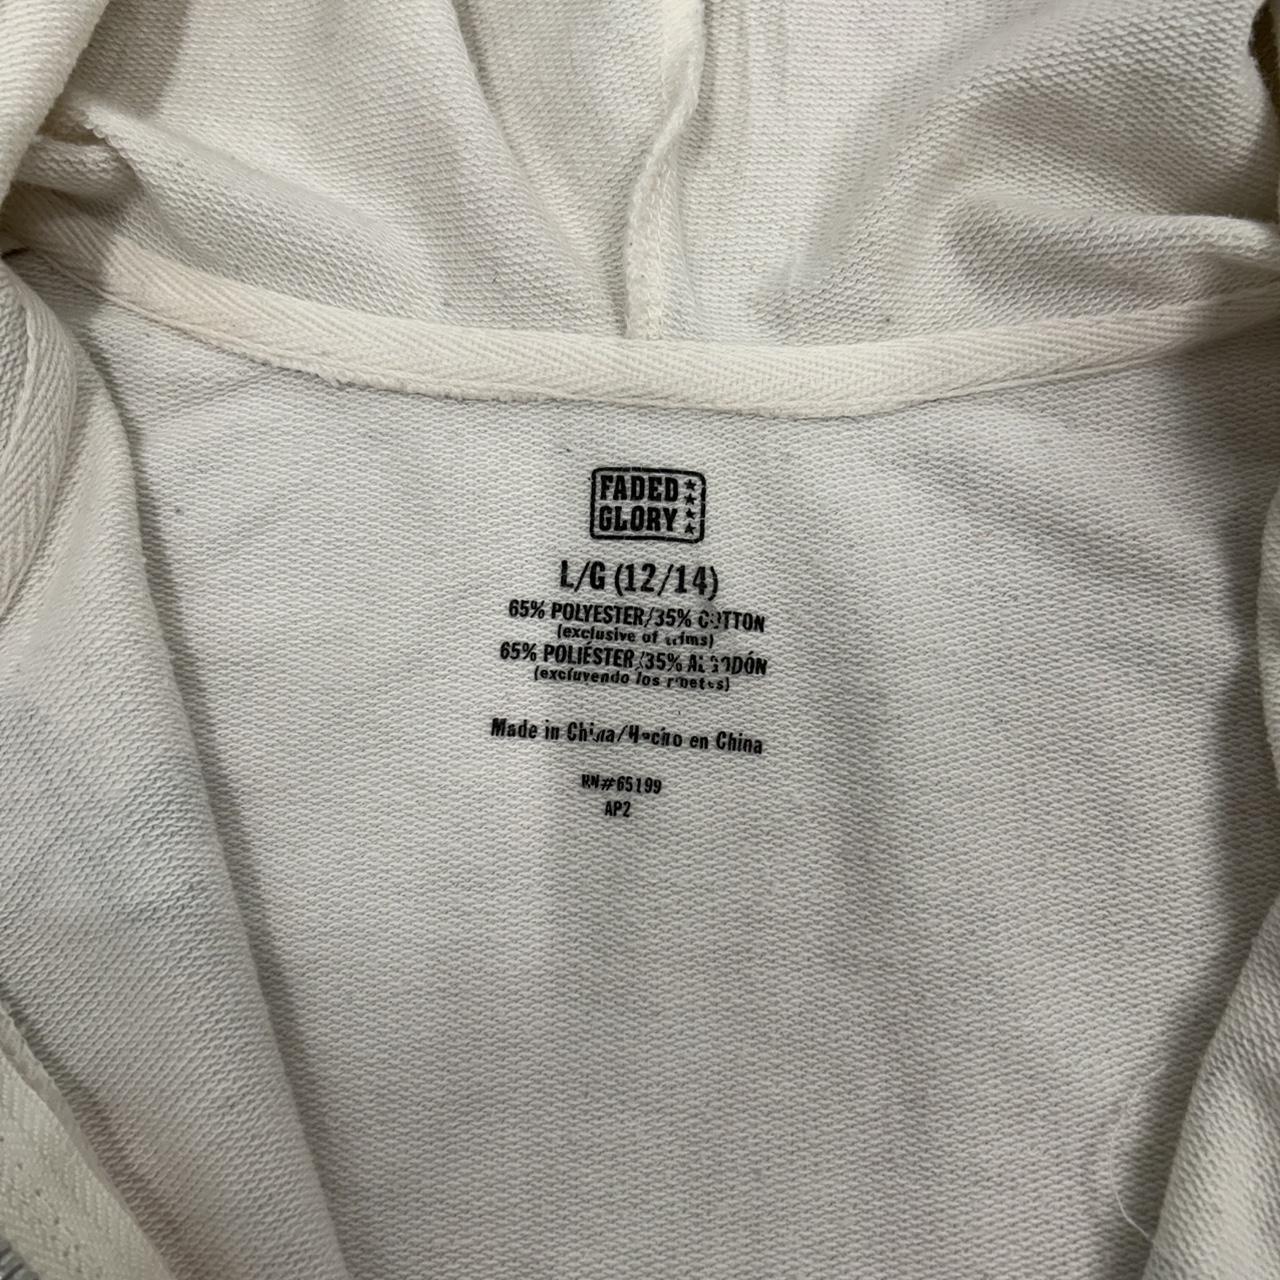 FADED
GLORY
L/G (12/14)
65% POLYESTER/35% COTTON
(exclusive of trims)
65% POLIÉSTER/35% ALGODÓN
(excluyendo los ribetes)
Made in China/Hecho en China
RN#65199
AP2